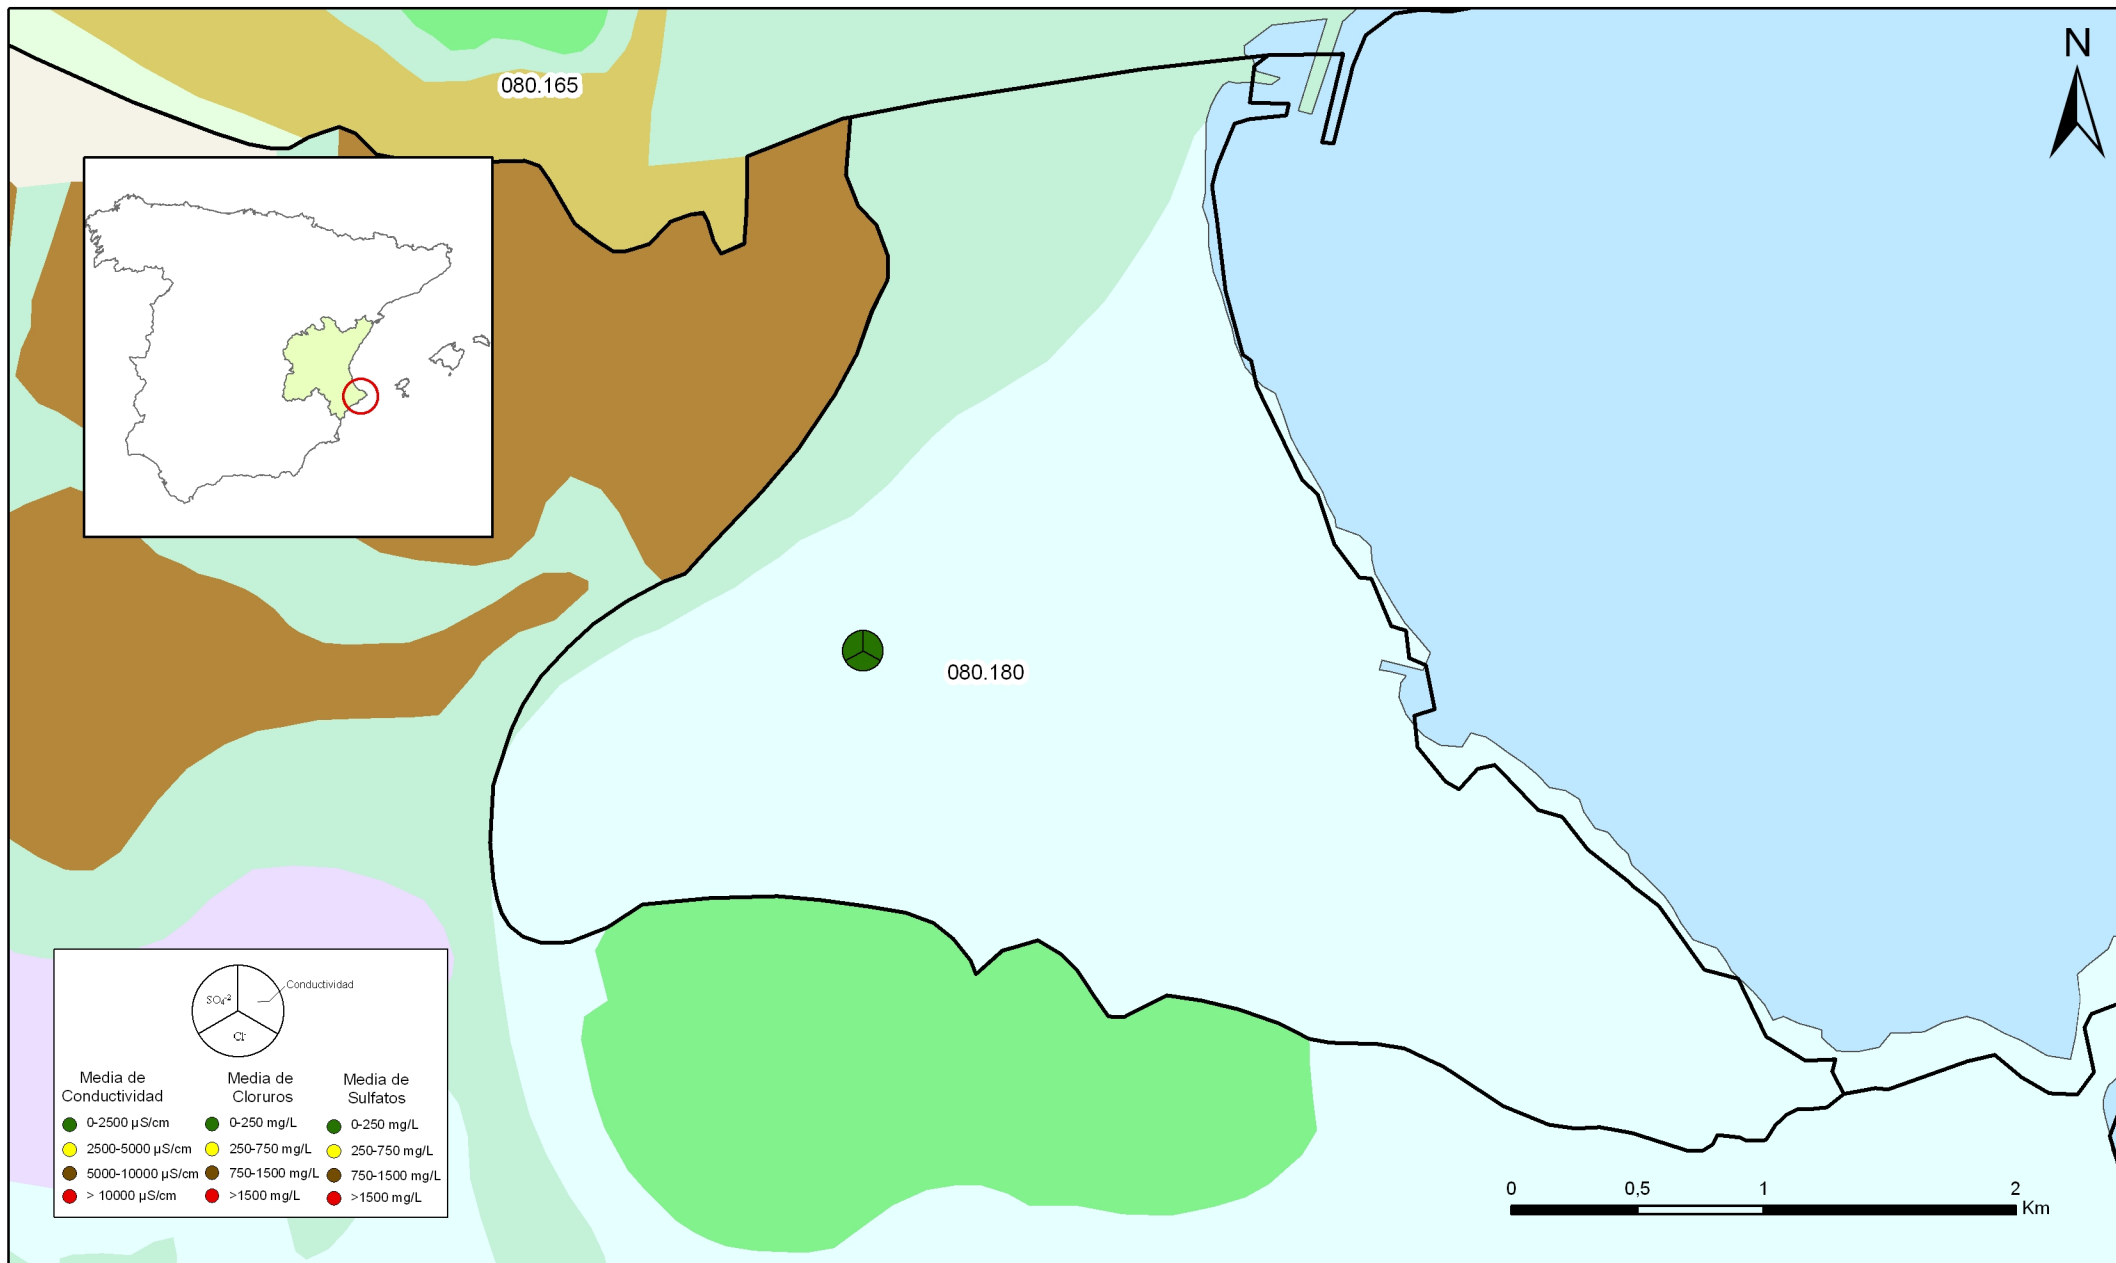 N
080.165
080.180
SO₄⁻²
Conductividad
Cl⁻
Media de Conductividad
0-2500 µS/cm
2500-5000 µS/cm
5000-10000 µS/cm
> 10000 µS/cm
Media de Cloruros
0-250 mg/L
250-750 mg/L
750-1500 mg/L
>1500 mg/L
Media de Sulfatos
0-250 mg/L
250-750 mg/L
750-1500 mg/L
>1500 mg/L
0 0,5 1 2
Km